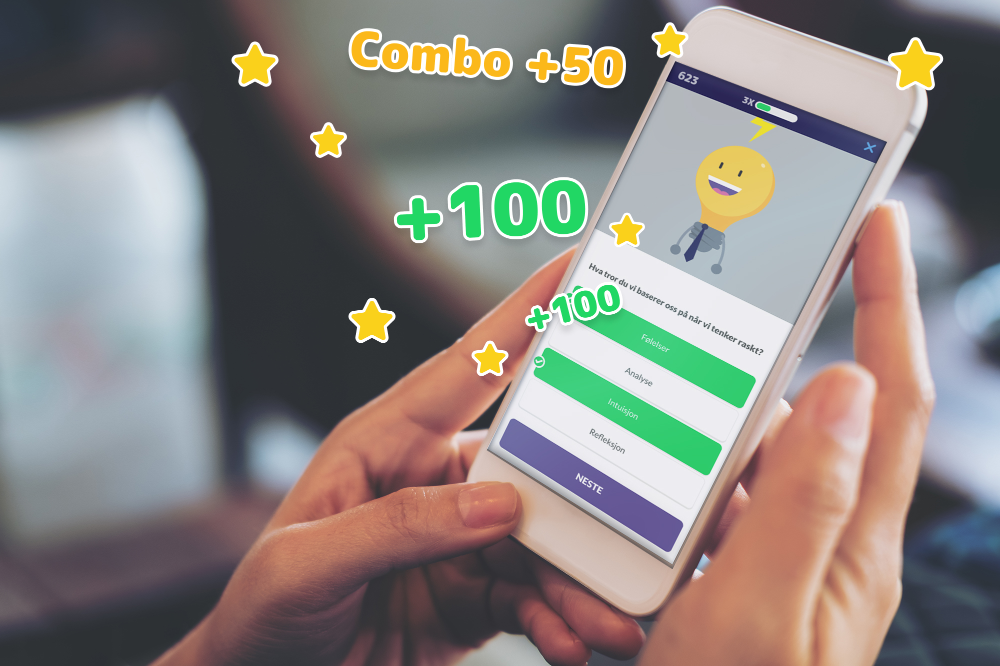 Combo +50
623
3X
+100
Hva tror du vi baserer oss på når vi tenker raskt?
+100
Følelser
Analyse
Intuisjon
Refleksjon
NESTE